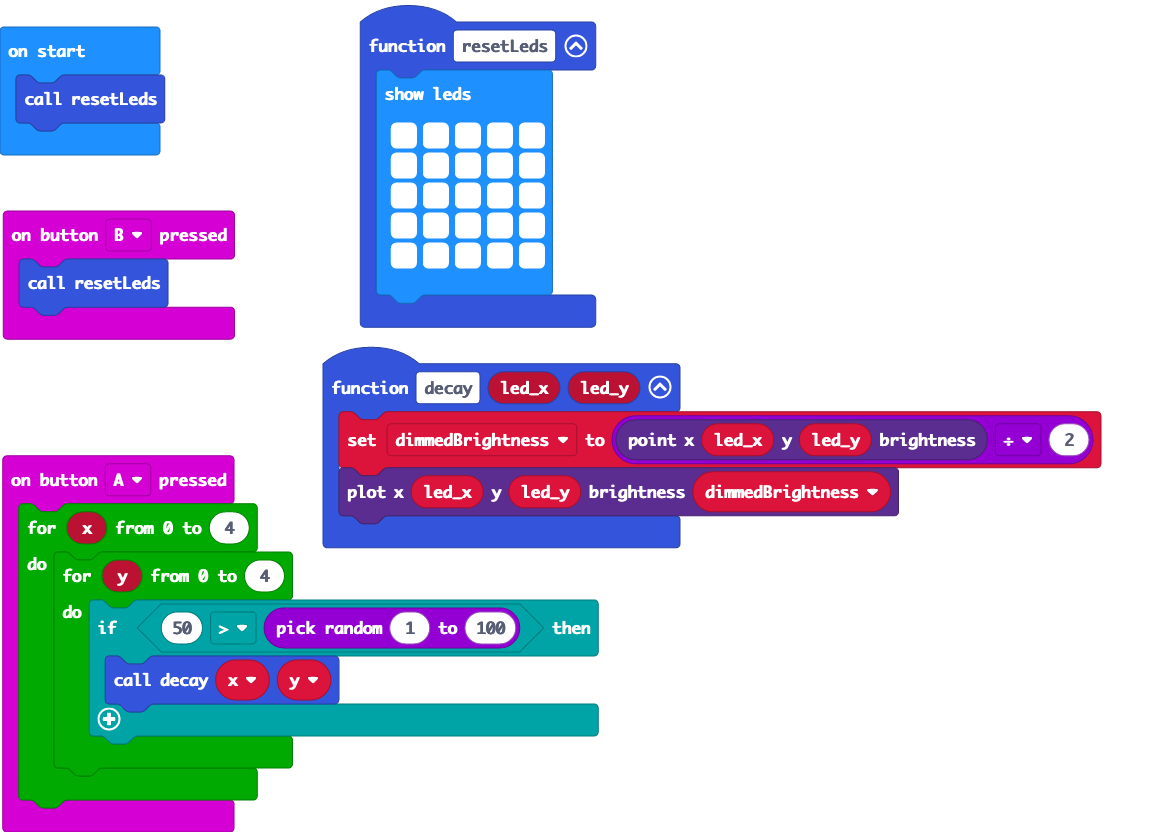 on start
call resetLeds
on button B pressed
call resetLeds
function resetLeds
show leds
function decay led_x led_y
set dimmedBrightness to point x led_x y led_y brightness ÷ 2
plot x led_x y led_y brightness dimmedBrightness
on button A pressed
for x from 0 to 4
do
for y from 0 to 4
do
if 50 > pick random 1 to 100 then
call decay x y